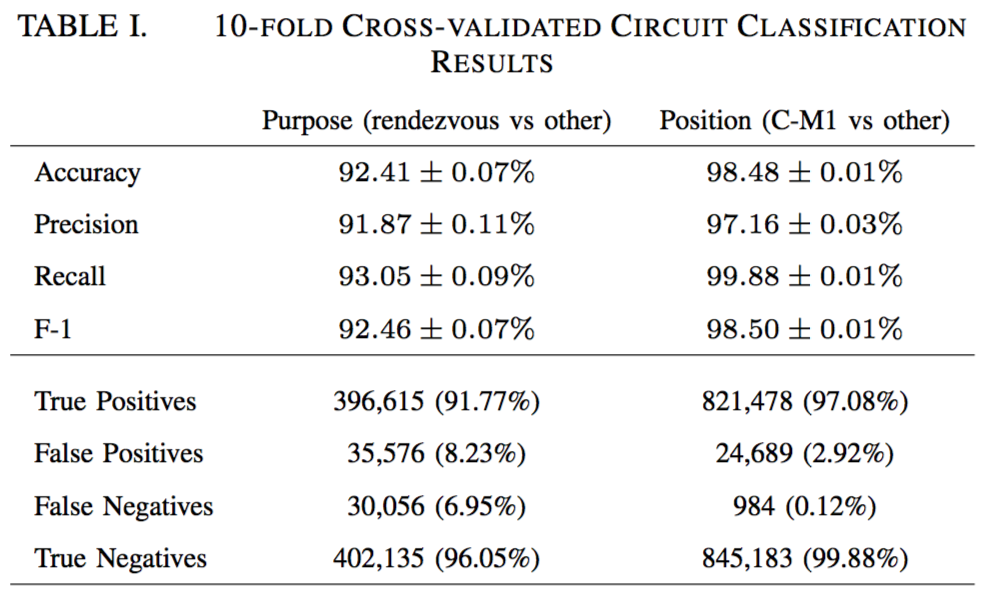 TABLE I. 10-FOLD CROSS-VALIDATED CIRCUIT CLASSIFICATION
RESULTS
Purpose (rendezvous vs other) Position (C-M1 vs other)
Accuracy 92.41 ± 0.07% 98.48 ± 0.01%
Precision 91.87 ± 0.11% 97.16 ± 0.03%
Recall 93.05 ± 0.09% 99.88 ± 0.01%
F-1 92.46 ± 0.07% 98.50 ± 0.01%
True Positives 396,615 (91.77%) 821,478 (97.08%)
False Positives 35,576 (8.23%) 24,689 (2.92%)
False Negatives 30,056 (6.95%) 984 (0.12%)
True Negatives 402,135 (96.05%) 845,183 (99.88%)